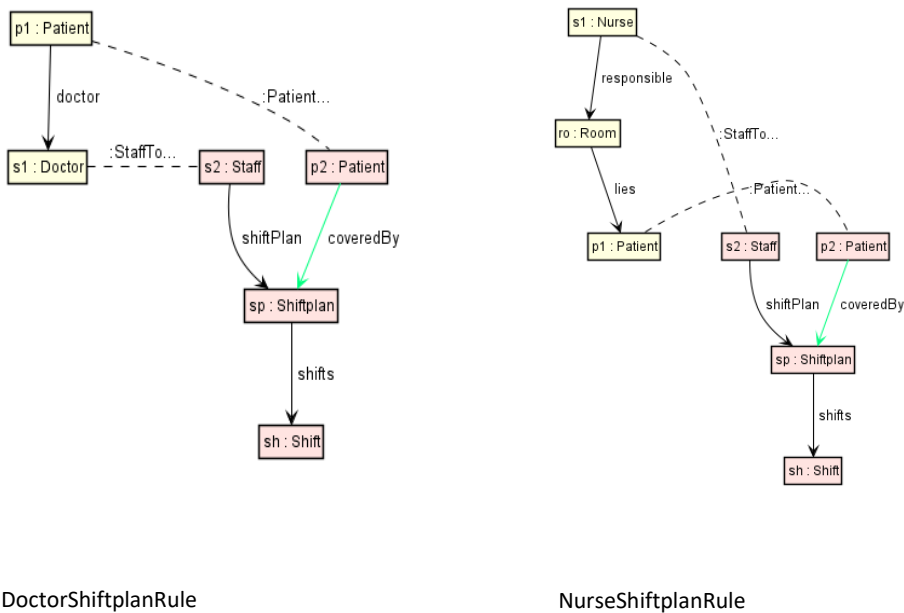 p1 : Patient
doctor
:Patient...
s1 : Doctor
:StaffTo...
s2 : Staff
p2 : Patient
shiftPlan
coveredBy
sp : Shiftplan
shifts
sh : Shift
DoctorShiftplanRule
s1 : Nurse
responsible
ro : Room
:StaffTo...
lies
:Patient...
p1 : Patient
s2 : Staff
p2 : Patient
shiftPlan
coveredBy
sp : Shiftplan
shifts
sh : Shift
NurseShiftplanRule